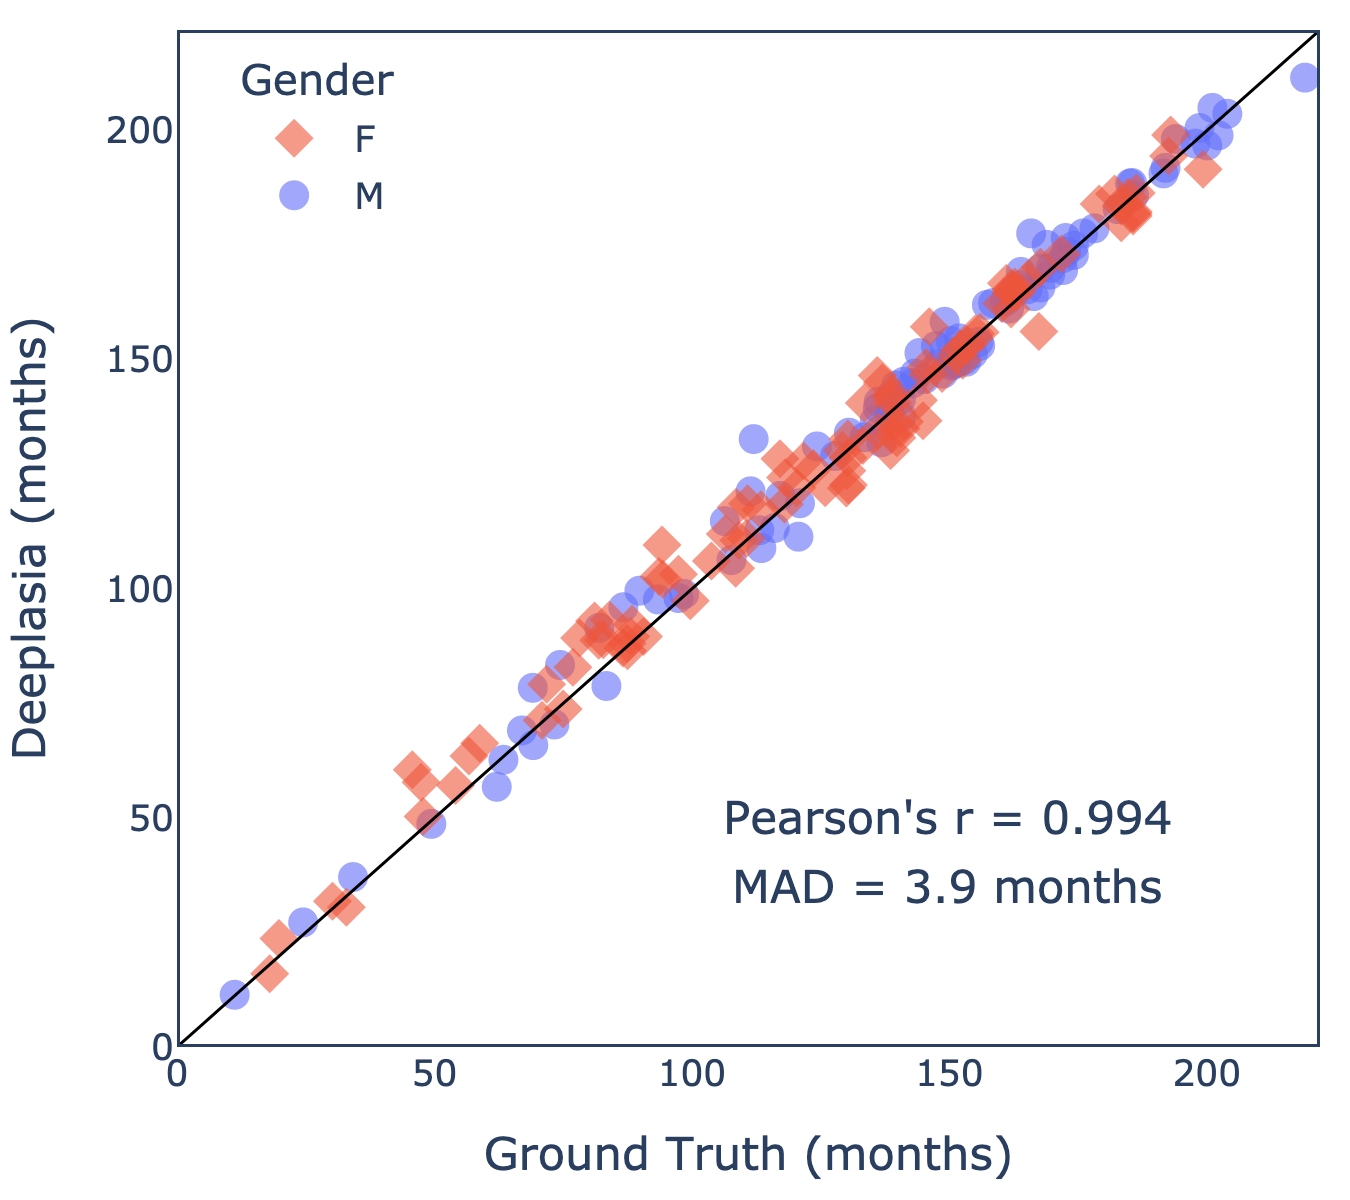 Gender
F
M
200
150
100
50
0
Deeplasia (months)
Pearson's r = 0.994
MAD = 3.9 months
0 50 100 150 200
Ground Truth (months)